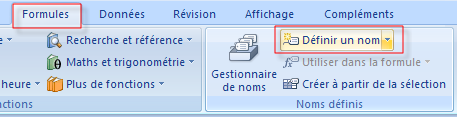 Formules Données Révision Affichage Compléments
Recherche et référence
Définir un nom
Maths et trigonométrie
Gestionnaire de noms
Utiliser dans la formule
heure
Plus de fonctions
Créer à partir de la sélection
ctions
Noms définis